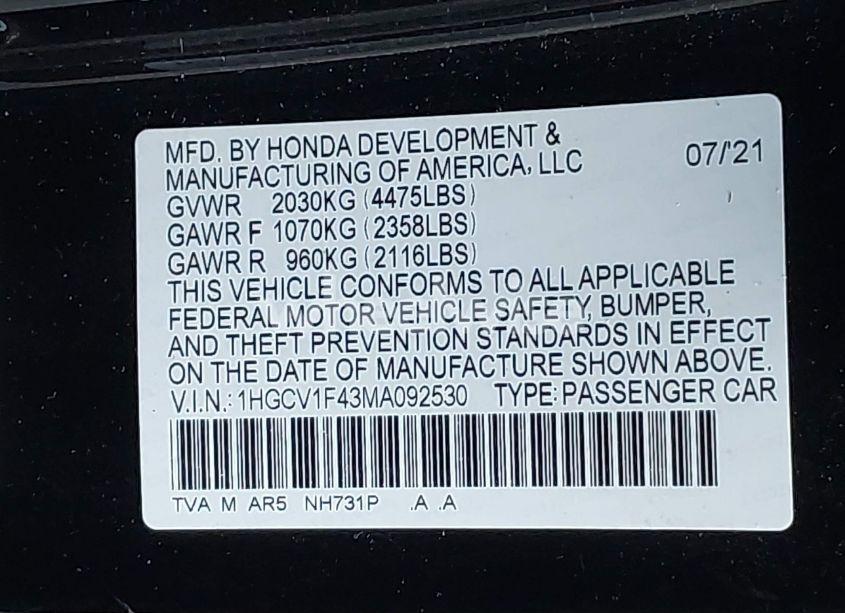 MFD. BY HONDA DEVELOPMENT &
MANUFACTURING OF AMERICA, LLC 07/'21
GVWR 2030KG (4475LBS)
GAWR F 1070KG (2358LBS)
GAWR R 960KG (2116LBS)
THIS VEHICLE CONFORMS TO ALL APPLICABLE
FEDERAL MOTOR VEHICLE SAFETY, BUMPER,
AND THEFT PREVENTION STANDARDS IN EFFECT
ON THE DATE OF MANUFACTURE SHOWN ABOVE.
V.I.N.: 1HGCV1F43MA092530 TYPE: PASSENGER CAR
TVA M AR5 NH731P .A .A